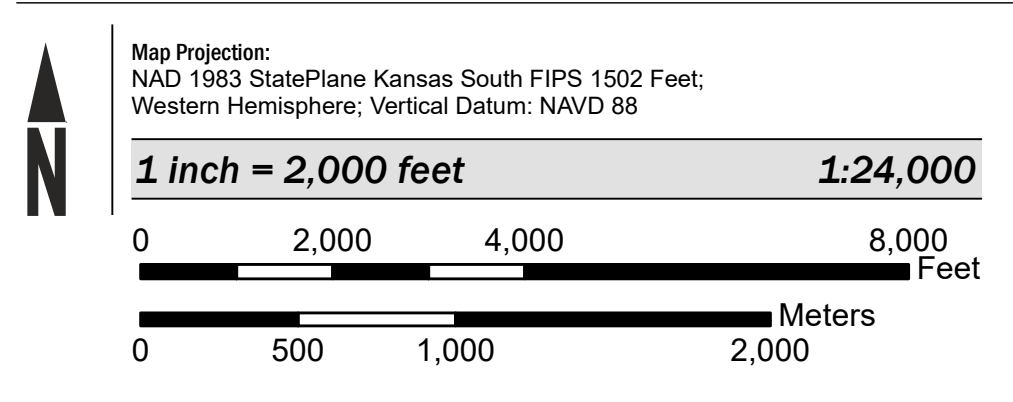 N
Map Projection:
NAD 1983 StatePlane Kansas South FIPS 1502 Feet;
Western Hemisphere; Vertical Datum: NAVD 88
1 inch = 2,000 feet 1:24,000
0 2,000 4,000 8,000
Feet
Meters
0 500 1,000 2,000